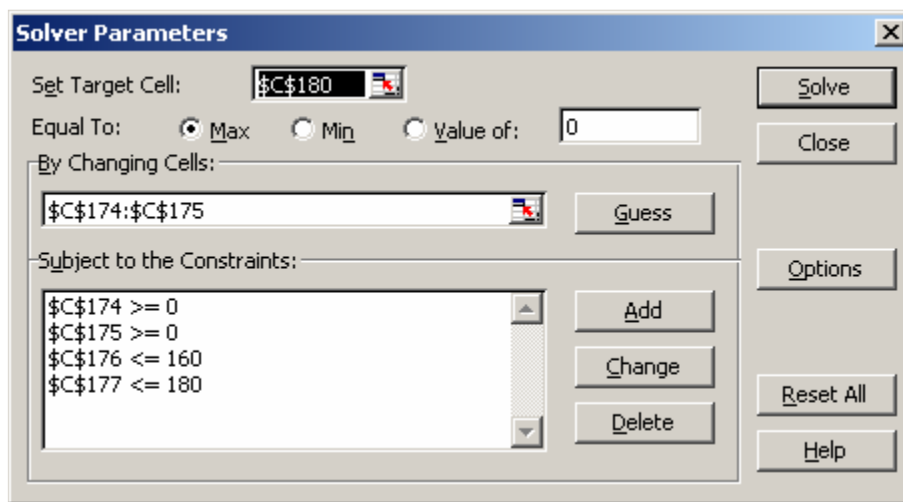 Solver Parameters
Set Target Cell: $C$180
Solve
Equal To: Max Min Value of: 0
Close
By Changing Cells:
$C$174:$C$175
Guess
Subject to the Constraints:
Options
$C$174 >= 0
Add
$C$175 >= 0
$C$176 <= 160
$C$177 <= 180
Change
Reset All
Delete
Help